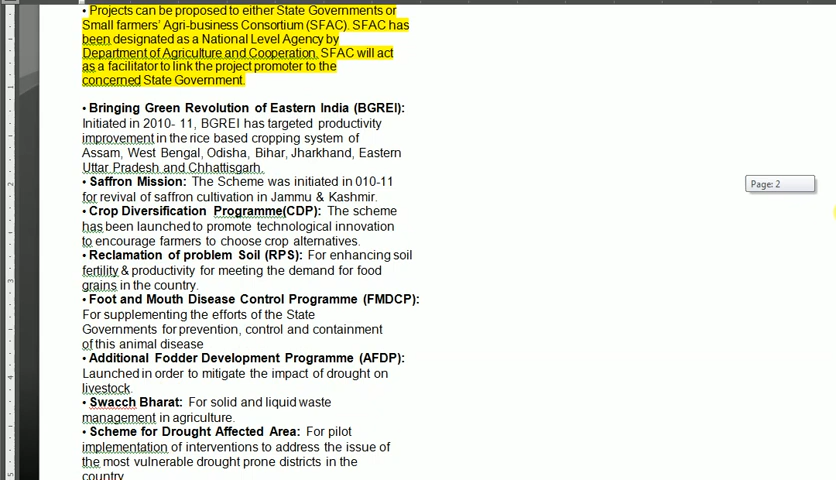 • Projects can be proposed to either State Governments or
Small farmers' Agri-business Consortium (SFAC). SFAC has
been designated as a National Level Agency by
Department of Agriculture and Cooperation. SFAC will act
as a facilitator to link the project promoter to the
concerned State Government.
• Bringing Green Revolution of Eastern India (BGREI):
Initiated in 2010- 11, BGREI has targeted productivity
improvement in the rice based cropping system of
Assam, West Bengal, Odisha, Bihar, Jharkhand, Eastern
Uttar Pradesh and Chhattisgarh.
• Saffron Mission: The Scheme was initiated in 010-11
for revival of saffron cultivation in Jammu & Kashmir.
• Crop Diversification Programme(CDP): The scheme
has been launched to promote technological innovation
to encourage farmers to choose crop alternatives.
• Reclamation of problem Soil (RPS): For enhancing soil
fertility & productivity for meeting the demand for food
grains in the country.
• Foot and Mouth Disease Control Programme (FMDCP):
For supplementing the efforts of the State
Governments for prevention, control and containment
of this animal disease
• Additional Fodder Development Programme (AFDP):
Launched in order to mitigate the impact of drought on
livestock.
• Swacch Bharat: For solid and liquid waste
management in agriculture.
• Scheme for Drought Affected Area: For pilot
implementation of interventions to address the issue of
the most vulnerable drought prone districts in the
country
Page: 2
1
2
3
4
5